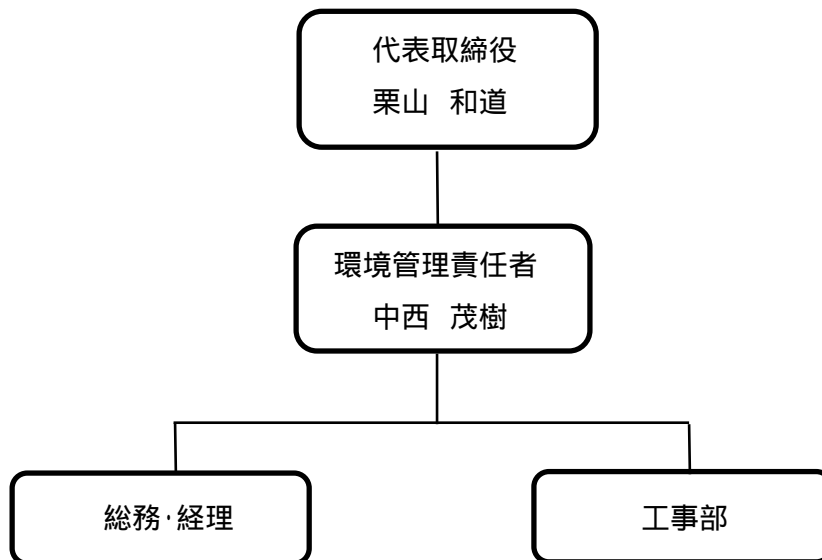 代表取締役
栗山 和道
環境管理責任者
中西 茂樹
総務･経理
工事部